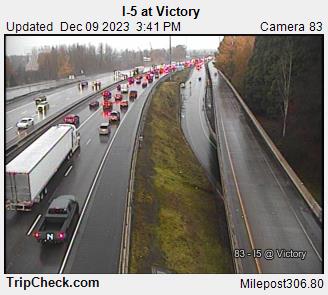 I-5 at Victory
Updated Dec 09 2023 3:41 PM Camera 83
N
83 - I5 @ Victory
TripCheck.com Milepost306.80